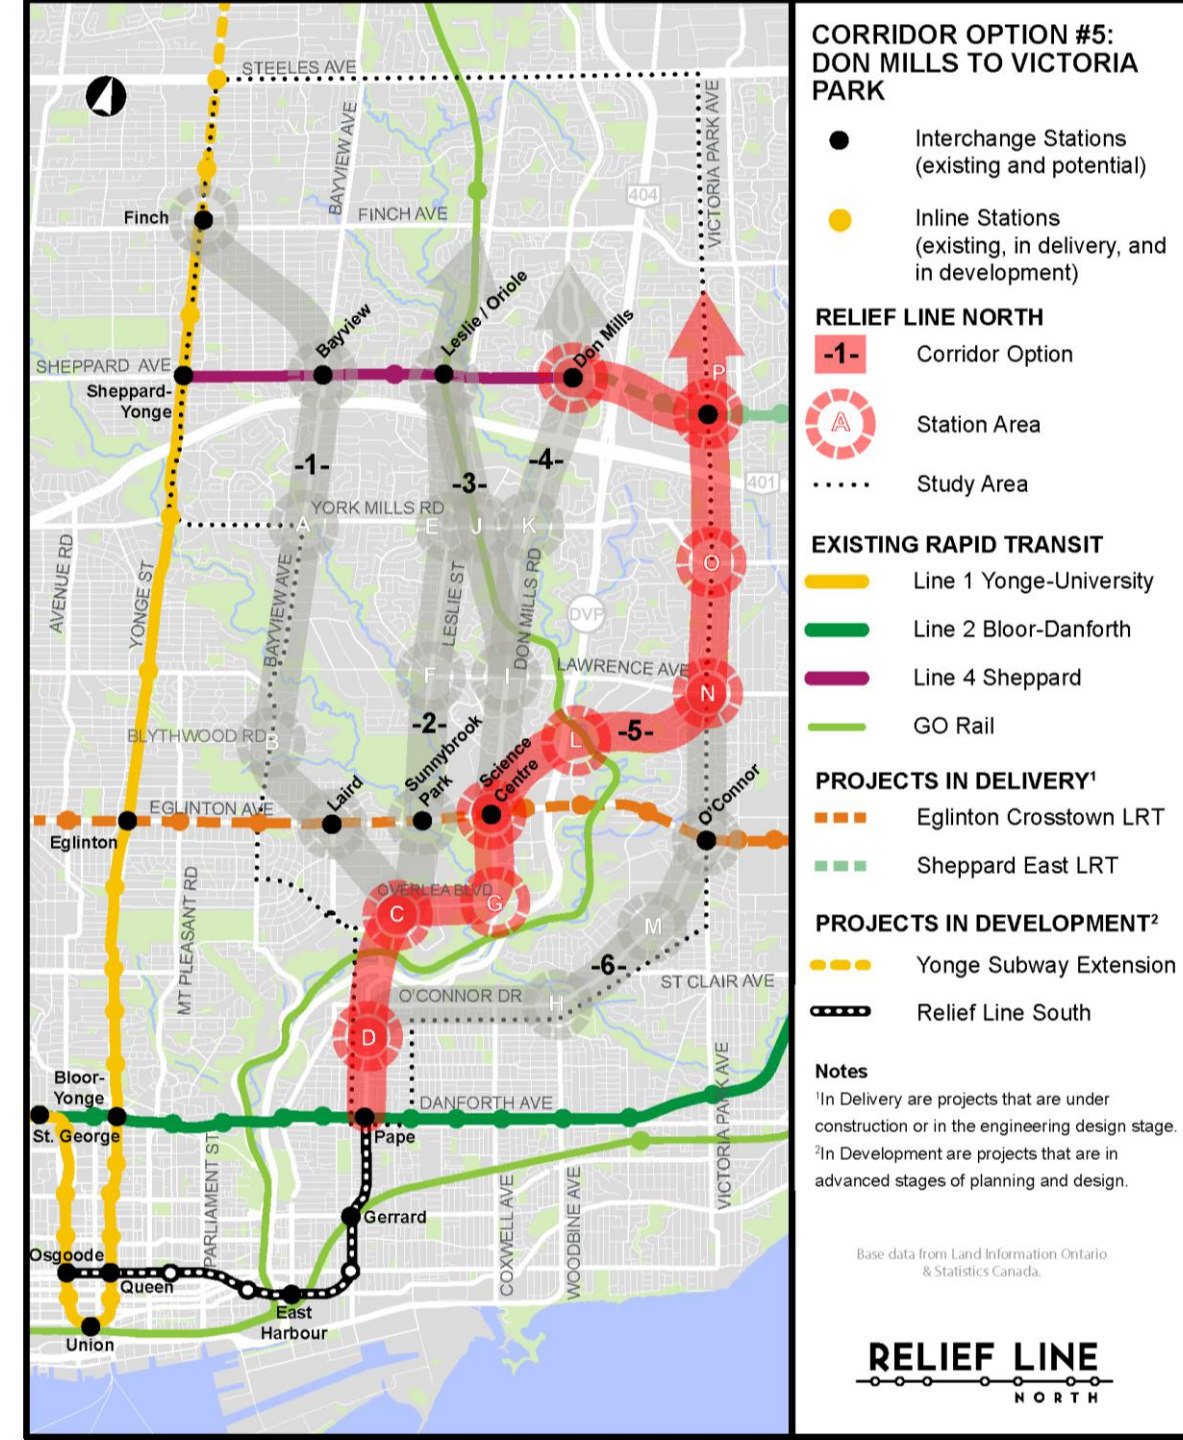 STEELES AVE
BAYVIEW AVE
VICTORIA PARK AVE
404
Finch
FINCH AVE
Bayview
Leslie / Oriole
Don Mills
SHEPPARD AVE
Sheppard-
Yonge
P
-1-
-3-
-4-
401
YORK MILLS RD
A
E
J
K
O
AVENUE RD
YONGE ST
BAYVIEW AVE
LESLIE ST
DON MILLS RD
DVP
LAWRENCE AVE
F
I
N
BLYTHWOOD RD
B
-2-
Sunnybrook
Park
Science
Centre
L
-5-
EGLINTON AVE
Laird
O'Connor
Eglinton
MT PLEASANT RD
OVERLEA BLVD
C
G
M
-6-
ST CLAIR AVE
O'CONNOR DR
H
D
Bloor-
Yonge
St. George
DANFORTH AVE
Pape
VICTORIA PARK AVE
PARLIAMENT ST
COXWELL AVE
WOODBINE AVE
Gerrard
Osgoode
Queen
East
Harbour
Union
CORRIDOR OPTION #5:
DON MILLS TO VICTORIA
PARK
Interchange Stations
(existing and potential)
Inline Stations
(existing, in delivery, and
in development)
RELIEF LINE NORTH
-1- Corridor Option
A Station Area
Study Area
EXISTING RAPID TRANSIT
Line 1 Yonge-University
Line 2 Bloor-Danforth
Line 4 Sheppard
GO Rail
PROJECTS IN DELIVERY¹
Eglinton Crosstown LRT
Sheppard East LRT
PROJECTS IN DEVELOPMENT²
Yonge Subway Extension
Relief Line South
Notes
¹In Delivery are projects that are under
construction or in the engineering design stage.
²In Development are projects that are in
advanced stages of planning and design.
Base data from Land Information Ontario
& Statistics Canada.
RELIEF LINE
NORTH